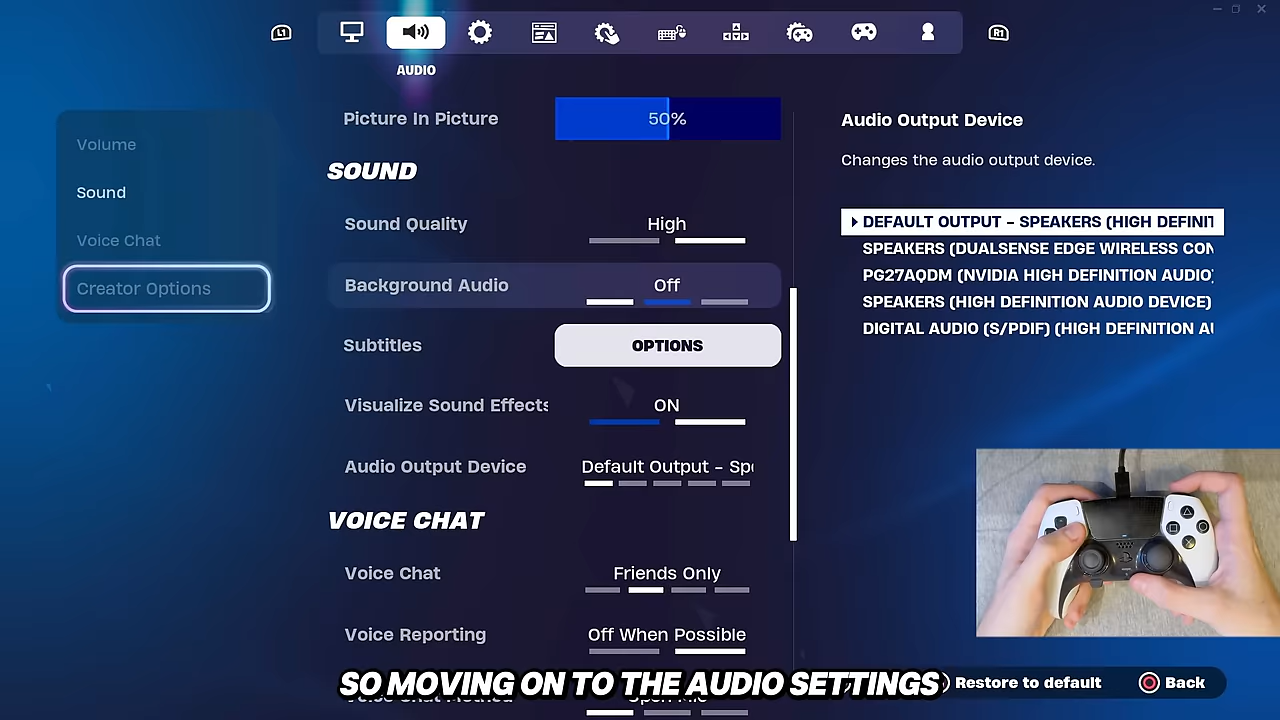 L1
R1
AUDIO
Volume
Sound
Voice Chat
Creator Options
Picture In Picture
50%
SOUND
Sound Quality
High
Background Audio
Off
Subtitles
OPTIONS
Visualize Sound Effects
ON
Audio Output Device
Default Output - Spe
VOICE CHAT
Voice Chat
Friends Only
Voice Reporting
Off When Possible
Audio Output Device
Changes the audio output device.
DEFAULT OUTPUT - SPEAKERS (HIGH DEFINIT
SPEAKERS (DUALSENSE EDGE WIRELESS CON
PG27AQDM (NVIDIA HIGH DEFINITION AUDIO)
SPEAKERS (HIGH DEFINITION AUDIO DEVICE)
DIGITAL AUDIO (S/PDIF) (HIGH DEFINITION AU
SO MOVING ON TO THE AUDIO SETTINGS
Restore to default
Back